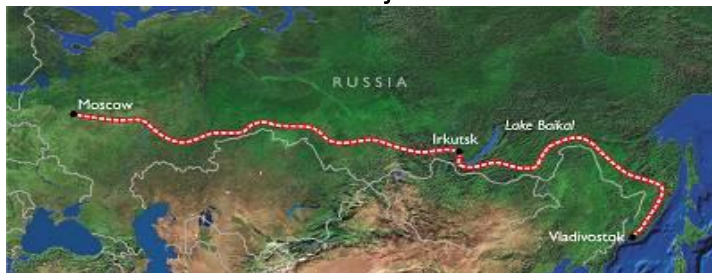 RUSSIA
Moscow
Lake Baikal
Irkutsk
Vladivostok